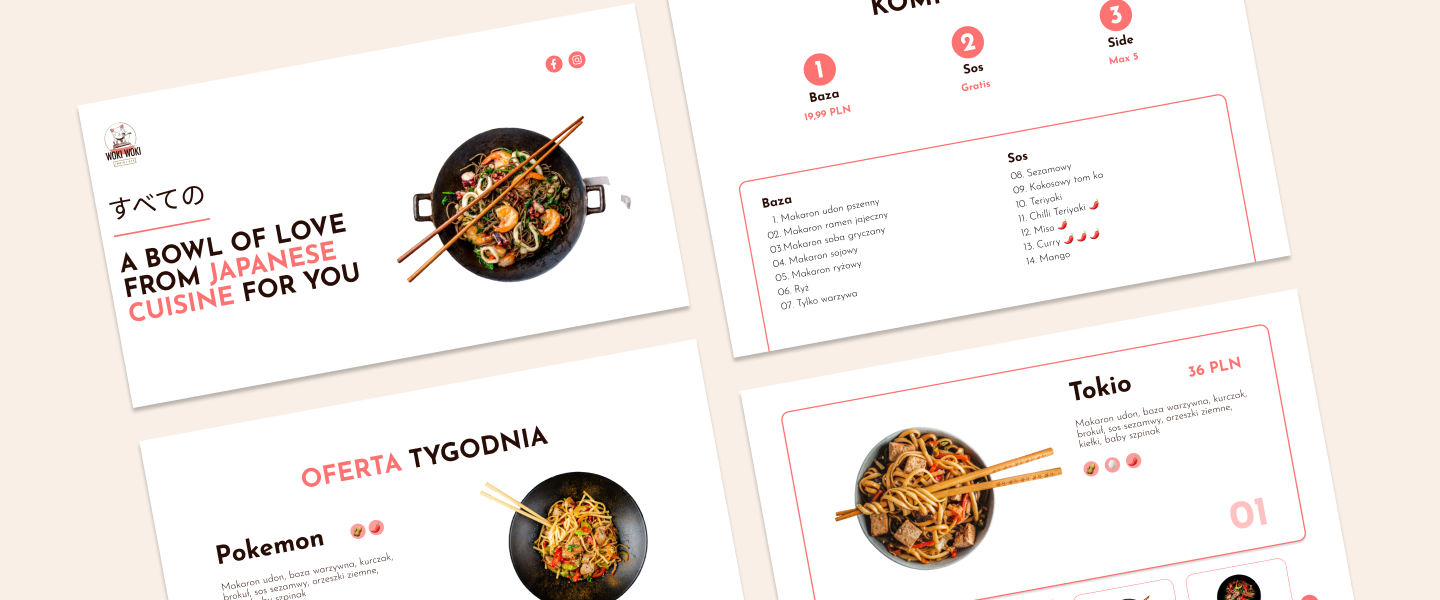 WOKI WOKI
すべての
A BOWL OF LOVE
FROM JAPANESE
CUISINE FOR YOU
1
Baza
19,99 PLN
2
Sos
Gratis
3
Side
Max 5
Baza
1. Makaron udon pszenny
02. Makaron ramen jajeczny
03.Makaron soba gryczany
04. Makaron sojowy
05. Makaron ryżowy
06. Ryż
07. Tylko warzywa
Sos
08. Sezamowy
09. Kokosowy tom ka
10. Teriyaki
11. Chilli Teriyaki
12. Miso
13. Curry
14. Mango
OFERTA TYGODNIA
Pokemon
Makaron udon, baza warzywna, kurczak,
brokuł, sos sezamwy, orzeszki ziemne,
kiełki, baby szpinak
Tokio
36 PLN
Makaron udon, baza warzywna, kurczak,
brokuł, sos sezamwy, orzeszki ziemne,
kiełki, baby szpinak
01